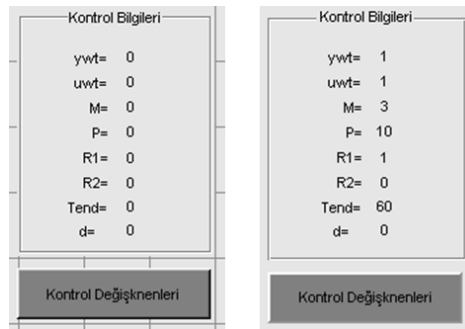 Kontrol Bilgileri
ywt= 0
uwt= 0
M= 0
P= 0
R1= 0
R2= 0
Tend= 0
d= 0
Kontrol Değişknenleri
Kontrol Bilgileri
ywt= 1
uwt= 1
M= 3
P= 10
R1= 1
R2= 0
Tend= 60
d= 0
Kontrol Değişknenleri